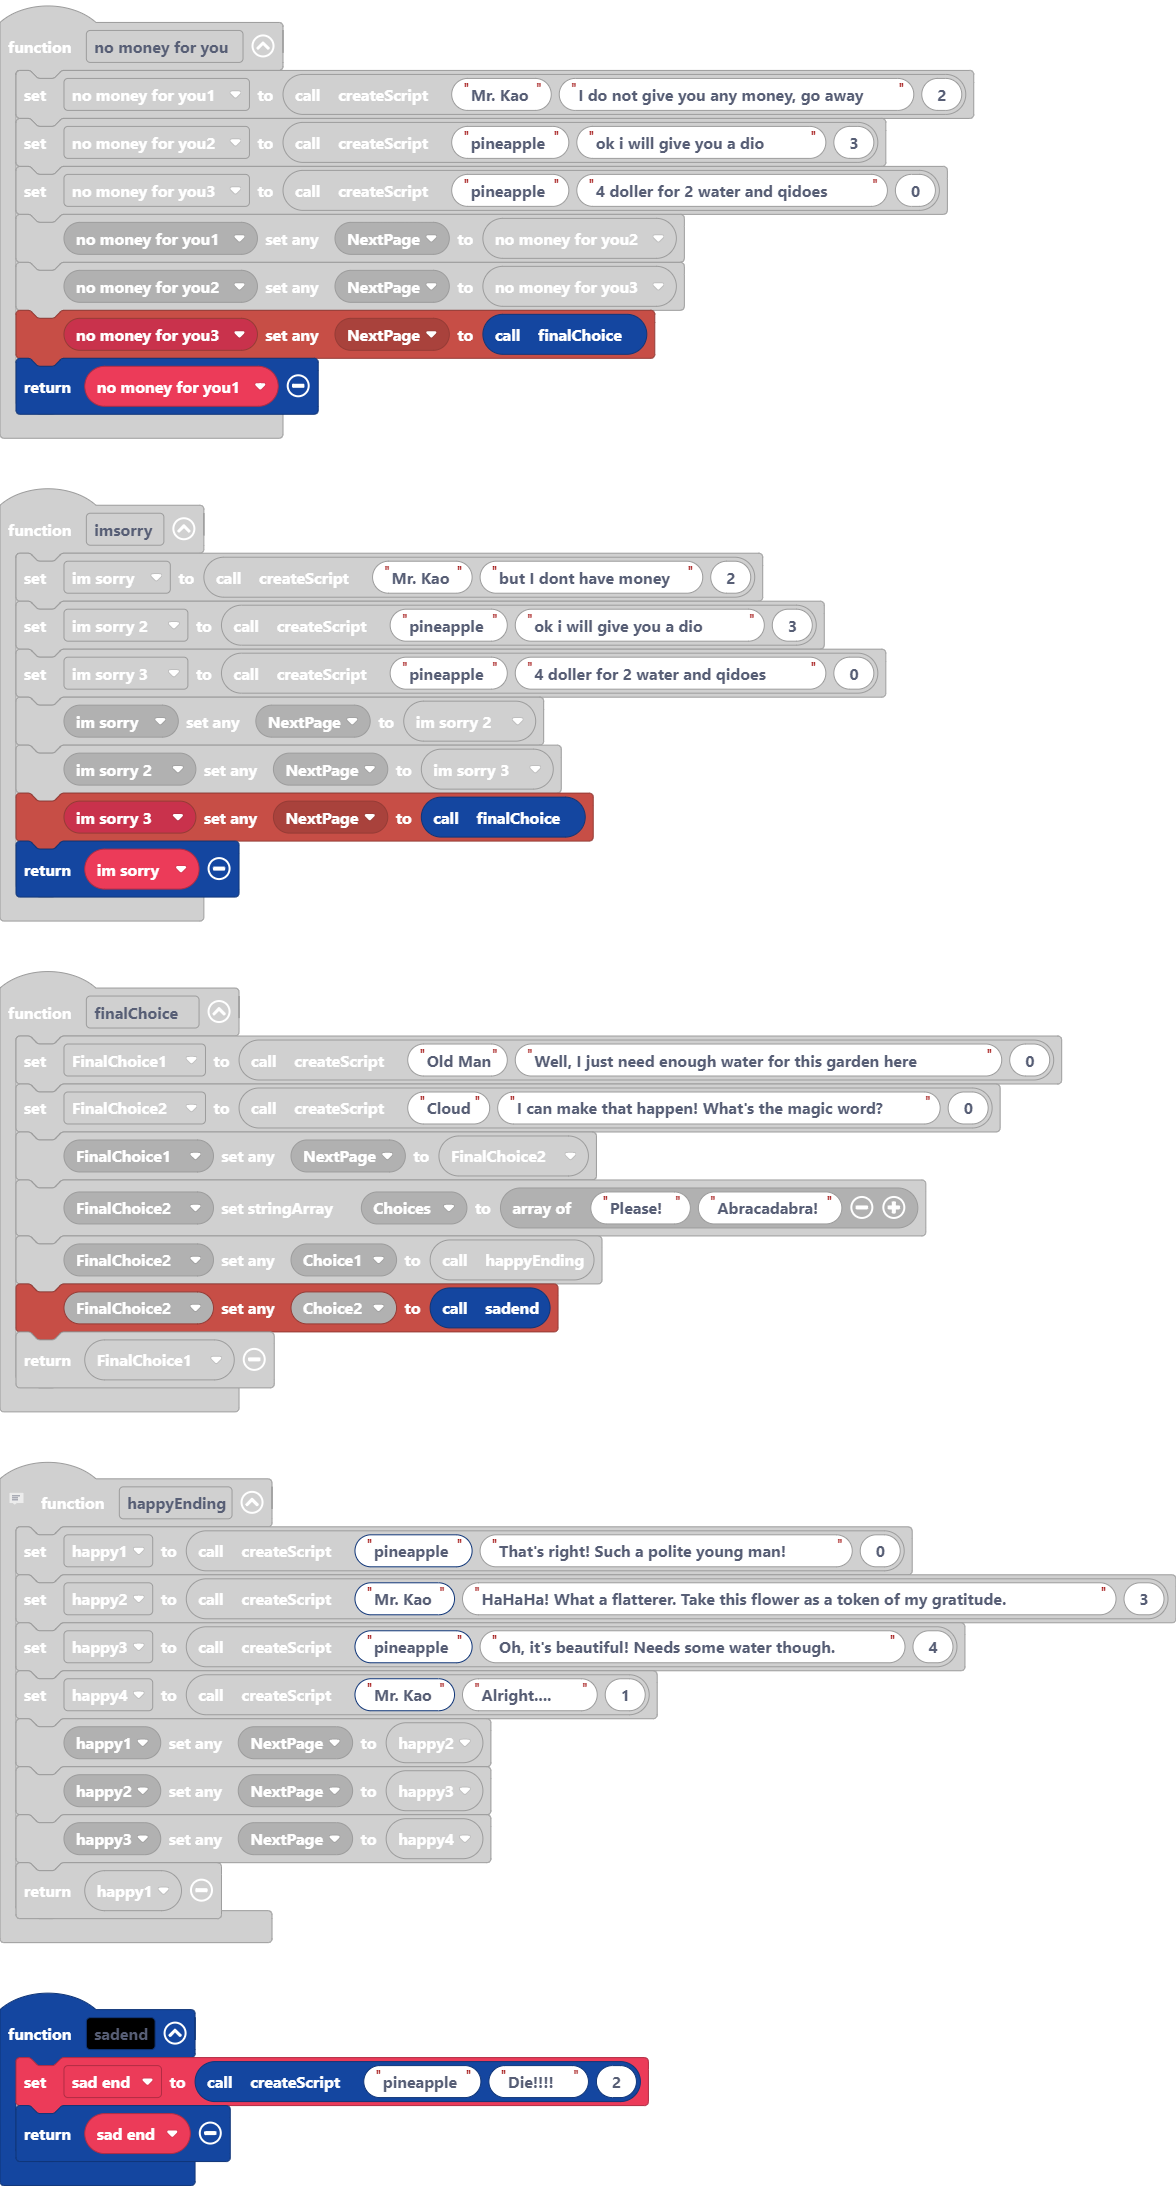 function no money for you
set no money for you1 to call createScript "Mr. Kao" "I do not give you any money, go away" 2
set no money for you2 to call createScript "pineapple" "ok i will give you a dio" 3
set no money for you3 to call createScript "pineapple" "4 doller for 2 water and qidoes" 0
no money for you1 set any NextPage to no money for you2
no money for you2 set any NextPage to no money for you3
no money for you3 set any NextPage to call finalChoice
return no money for you1
function imsorry
set im sorry to call createScript "Mr. Kao" "but I dont have money" 2
set im sorry 2 to call createScript "pineapple" "ok i will give you a dio" 3
set im sorry 3 to call createScript "pineapple" "4 doller for 2 water and qidoes" 0
im sorry set any NextPage to im sorry 2
im sorry 2 set any NextPage to im sorry 3
im sorry 3 set any NextPage to call finalChoice
return im sorry
function finalChoice
set FinalChoice1 to call createScript "Old Man" "Well, I just need enough water for this garden here" 0
set FinalChoice2 to call createScript "Cloud" "I can make that happen! What's the magic word?" 0
FinalChoice1 set any NextPage to FinalChoice2
FinalChoice2 set stringArray Choices to array of "Please!" "Abracadabra!"
FinalChoice2 set any Choice1 to call happyEnding
FinalChoice2 set any Choice2 to call sadend
return FinalChoice1
function happyEnding
set happy1 to call createScript "pineapple" "That's right! Such a polite young man!" 0
set happy2 to call createScript "Mr. Kao" "HaHaHa! What a flatterer. Take this flower as a token of my gratitude." 3
set happy3 to call createScript "pineapple" "Oh, it's beautiful! Needs some water though." 4
set happy4 to call createScript "Mr. Kao" "Alright...." 1
happy1 set any NextPage to happy2
happy2 set any NextPage to happy3
happy3 set any NextPage to happy4
return happy1
function sadend
set sad end to call createScript "pineapple" "Die!!!!" 2
return sad end